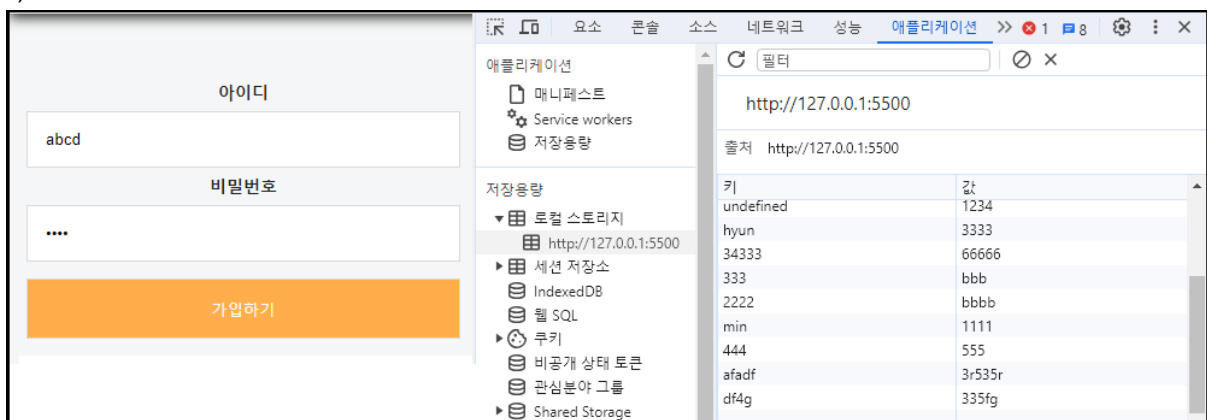 아이디
abcd
비밀번호
••••
가입하기
요소 콘솔 소스 네트워크 성능 애플리케이션 1 8
애플리케이션
매니페스트
Service workers
저장용량
저장용량
로컬 스토리지
http://127.0.0.1:5500
세션 저장소
IndexedDB
웹 SQL
쿠키
비공개 상태 토큰
관심분야 그룹
Shared Storage
필터
http://127.0.0.1:5500
출처 http://127.0.0.1:5500
키 값
undefined 1234
hyun 3333
34333 66666
333 bbb
2222 bbbb
min 1111
444 555
afadf 3r535r
df4g 335fg